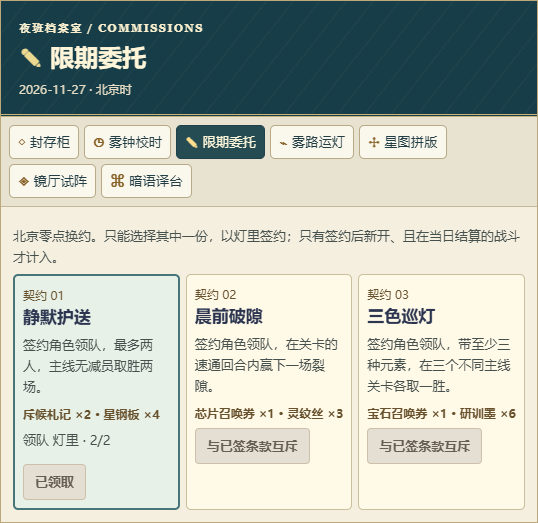 夜班档案室 / COMMISSIONS
限期委托
2026-11-27 · 北京时
封存柜
雾钟校时
限期委托
雾路运灯
星图拼版
镜厅试阵
暗语译台
北京零点换约。只能选择其中一份，以灯里签约；只有签约后新开、且在当日结算的战斗
才计入。
契约 01
静默护送
签约角色领队，最多两
人，主线无减员取胜两
场。
斥候札记 ×2 · 星钢板 ×4
领队 灯里 · 2/2
已领取
契约 02
晨前破隙
签约角色领队，在关卡的
速通回合内赢下一场裂
隙。
芯片召唤券 ×1 · 灵纹丝 ×3
与已签条款互斥
契约 03
三色巡灯
签约角色领队，带至少三
种元素，在三个不同主线
关卡各取一胜。
宝石召唤券 ×1 · 研训墨 ×6
与已签条款互斥